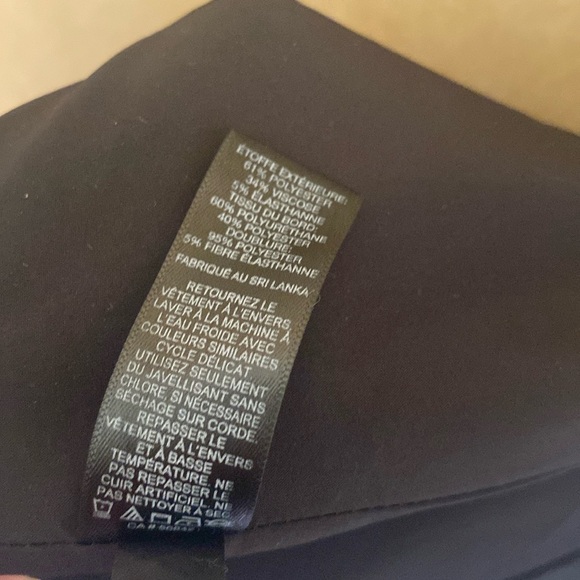 ÉTOFFE EXTÉRIEURE:
61% POLYESTER
34% VISCOSE
5% ÉLASTHANNE
TISSU DU BORD:
60% POLYURÉTHANE
40% POLYESTER
DOUBLURE:
95% POLYESTER
5% FIBRE ÉLASTHANNE
FABRIQUÉ AU SRI LANKA
RETOURNEZ LE
VÊTEMENT À L'ENVERS,
LAVER À LA MACHINE À
L'EAU FROIDE AVEC
COULEURS SIMILAIRES
CYCLE DÉLICAT
UTILISEZ SEULEMENT
DU JAVELLISANT SANS
CHLORE, SI NÉCESSAIRE
SÉCHAGE SUR CORDE
REPASSER LE
VÊTEMENT À L'ENVERS
ET À BASSE
TEMPÉRATURE. NE
PAS REPASSER LE
CUIR ARTIFICIEL. NE
PAS NETTOYER À SEC